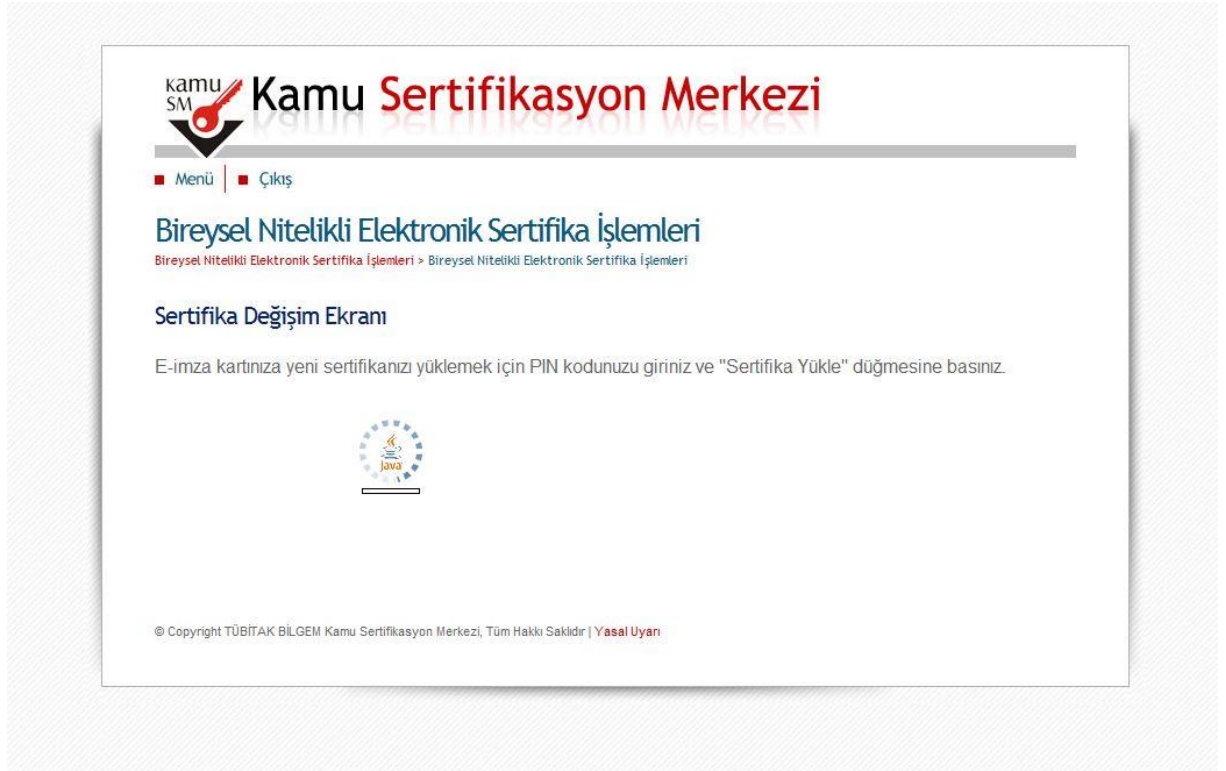 Kamu
SM
Kamu Sertifikasyon Merkezi
Menü | Çıkış
Bireysel Nitelikli Elektronik Sertifika İşlemleri
Bireysel Nitelikli Elektronik Sertifika İşlemleri > Bireysel Nitelikli Elektronik Sertifika İşlemleri
Sertifika Değişim Ekranı
E-imza kartınıza yeni sertifikanızı yüklemek için PIN kodunuzu giriniz ve "Sertifika Yükle" düğmesine basınız.
Java
© Copyright TÜBİTAK BİLGEM Kamu Sertifikasyon Merkezi, Tüm Hakkı Saklıdır | Yasal Uyarı